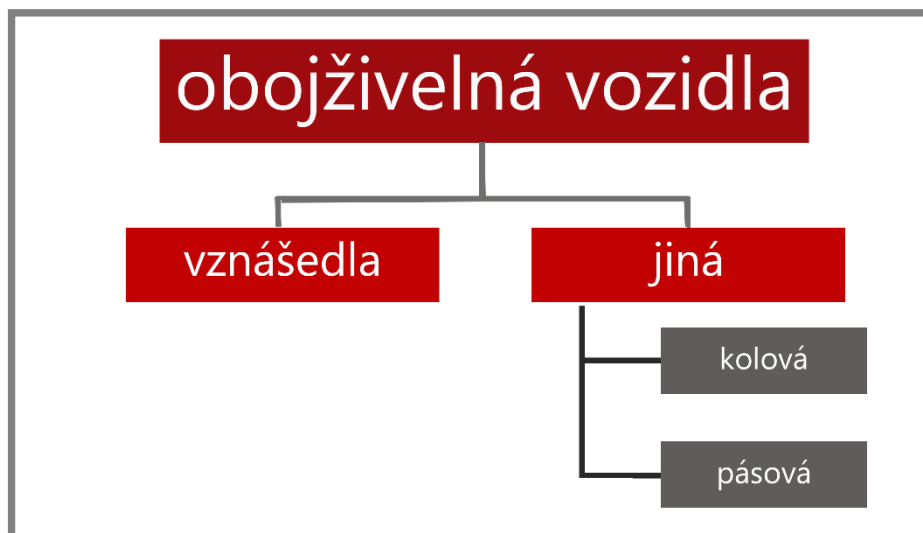 obojživelná vozidla
vznášedla
jiná
kolová
pásová